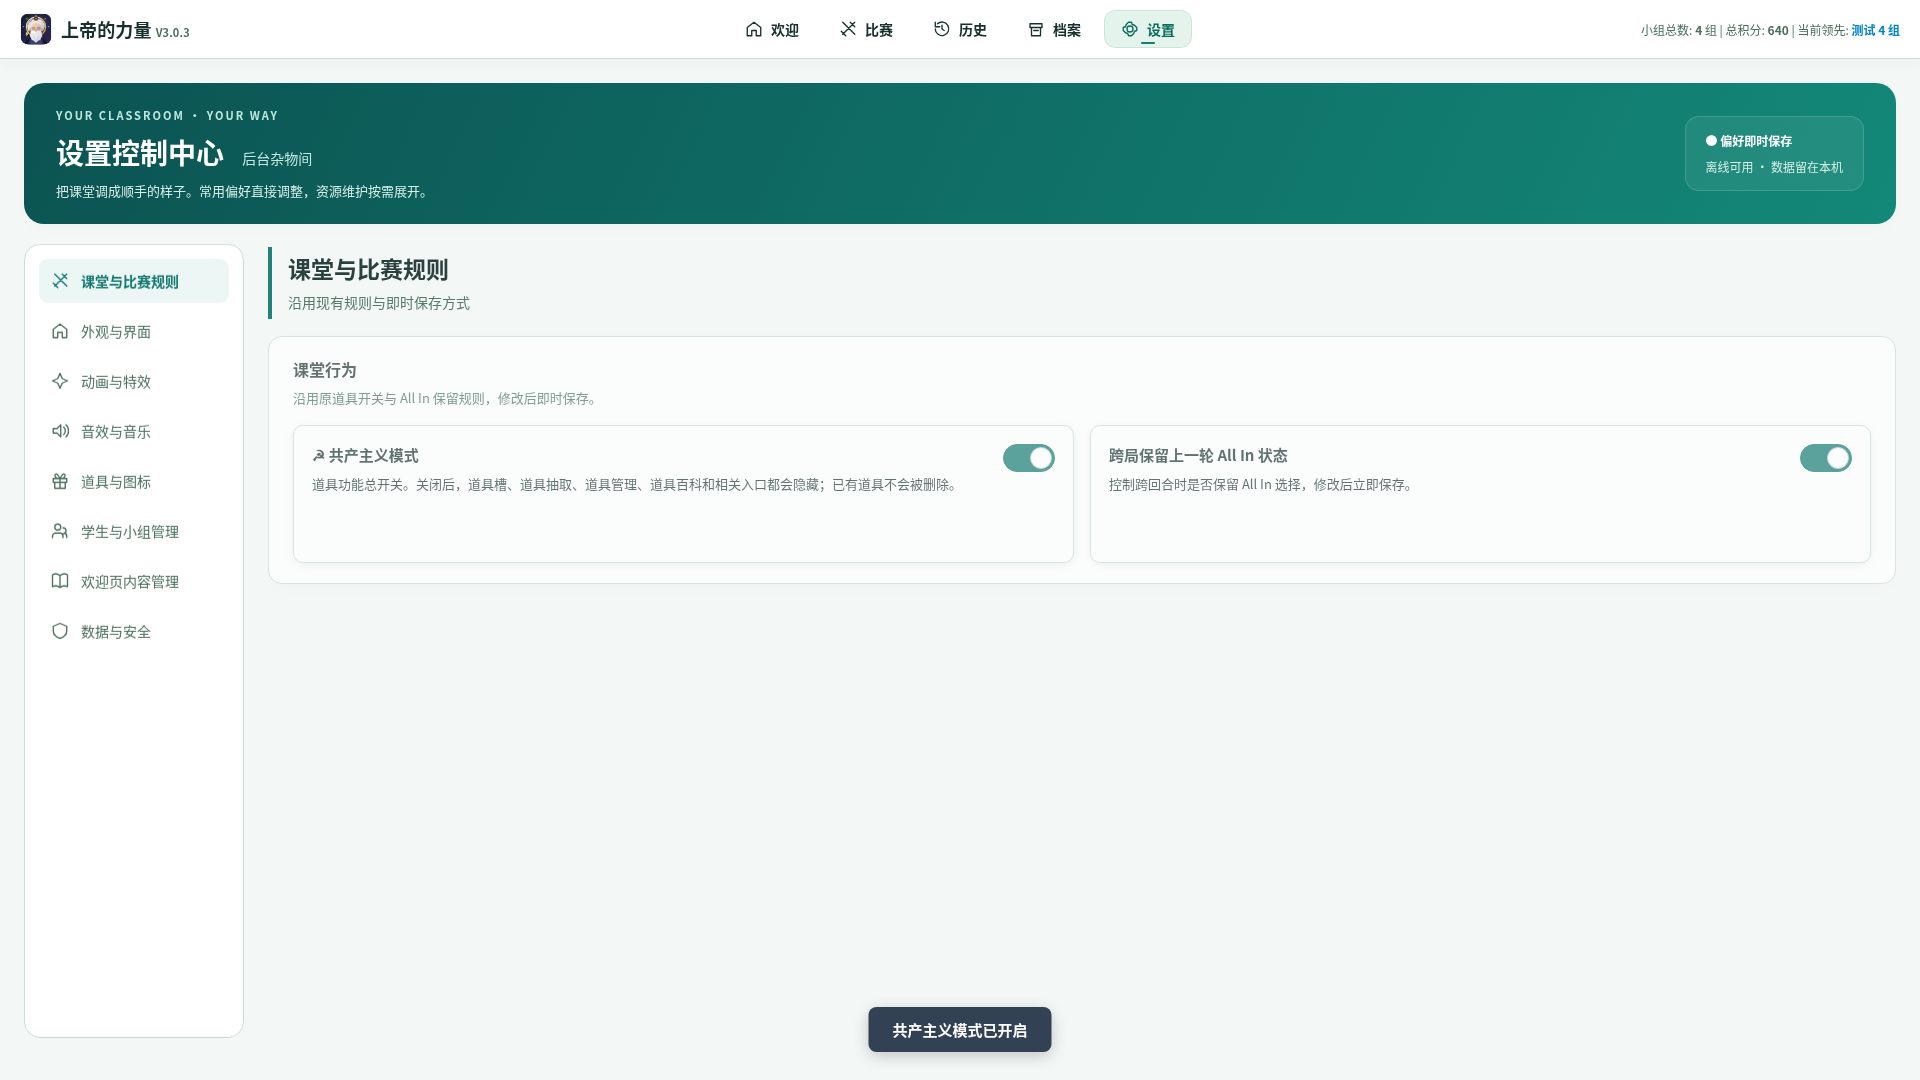 上帝的力量 V3.0.3
欢迎
比赛
历史
档案
设置
小组总数: 4 组 | 总积分: 640 | 当前领先: 测试 4 组
YOUR CLASSROOM · YOUR WAY
设置控制中心 后台杂物间
把课堂调成顺手的样子。常用偏好直接调整，资源维护按需展开。
偏好即时保存
离线可用 · 数据留在本机
课堂与比赛规则
外观与界面
动画与特效
音效与音乐
道具与图标
学生与小组管理
欢迎页内容管理
数据与安全
课堂与比赛规则
沿用现有规则与即时保存方式
课堂行为
沿用原道具开关与 All In 保留规则，修改后即时保存。
☭ 共产主义模式
道具功能总开关。关闭后，道具槽、道具抽取、道具管理、道具百科和相关入口都会隐藏；已有道具不会被删除。
跨局保留上一轮 All In 状态
控制跨回合时是否保留 All In 选择，修改后立即保存。
共产主义模式已开启